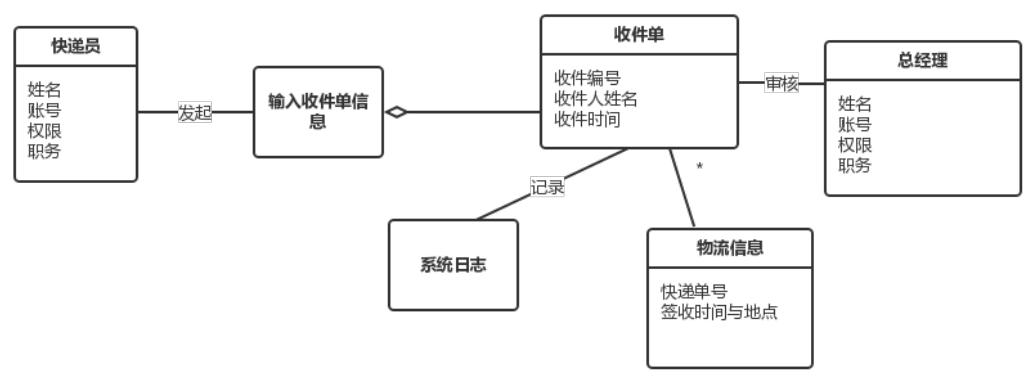 快递员
姓名
账号
权限
职务
发起
输入收件单信
息
收件单
收件编号
收件人姓名
收件时间
审核
总经理
姓名
账号
权限
职务
记录
*
系统日志
物流信息
快递单号
签收时间与地点